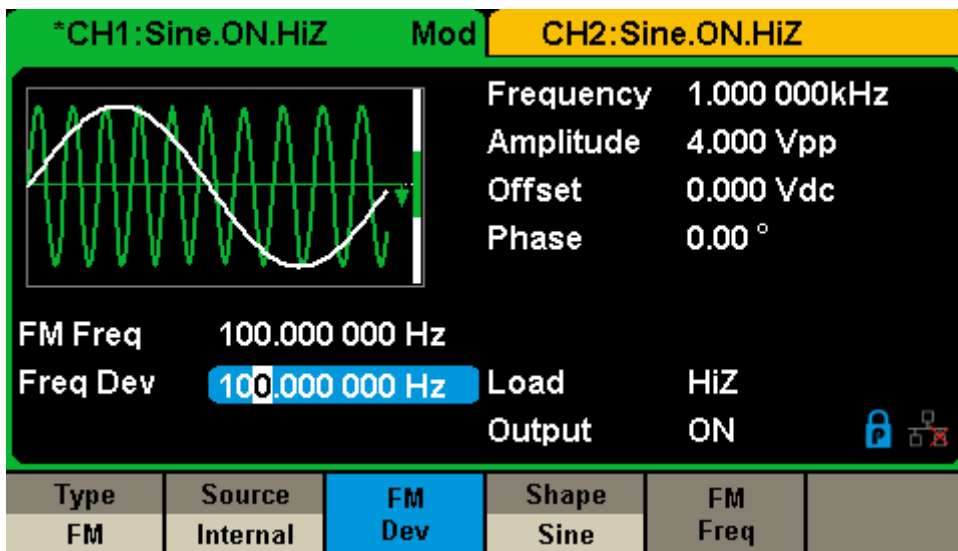 *CH1:Sine.ON.HiZ Mod CH2:Sine.ON.HiZ
Frequency 1.000 000kHz
Amplitude 4.000 Vpp
Offset 0.000 Vdc
Phase 0.00 °
FM Freq 100.000 000 Hz
Freq Dev 100.000 000 Hz Load HiZ
Output ON P
Type Source FM Shape FM
FM Internal Dev Sine Freq